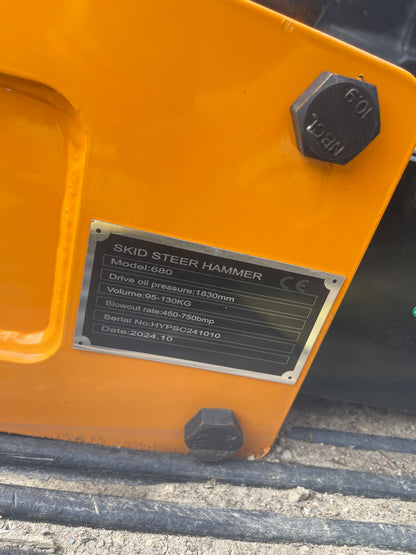 10.9
NBCL
SKID STEER HAMMER
Model:680
CE
Drive oil pressure:1830mm
Volume:95-130KG
Blowout rate:450-750bmp
Serial No:HYPSC241010
Date:2024.10